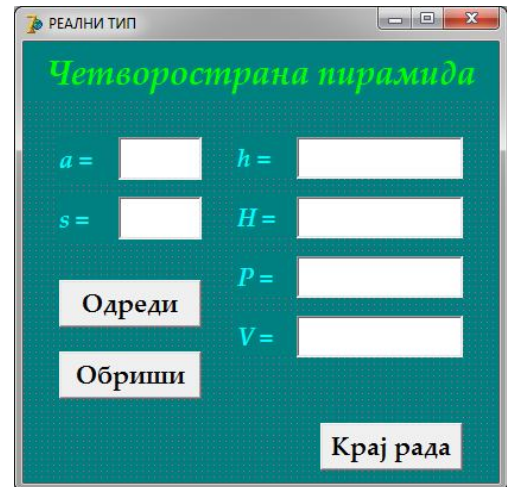 РЕАЛНИ ТИП
Четворострана пирамида
a =
h =
s =
H =
P =
Одреди
V =
Обриши
Крај рада